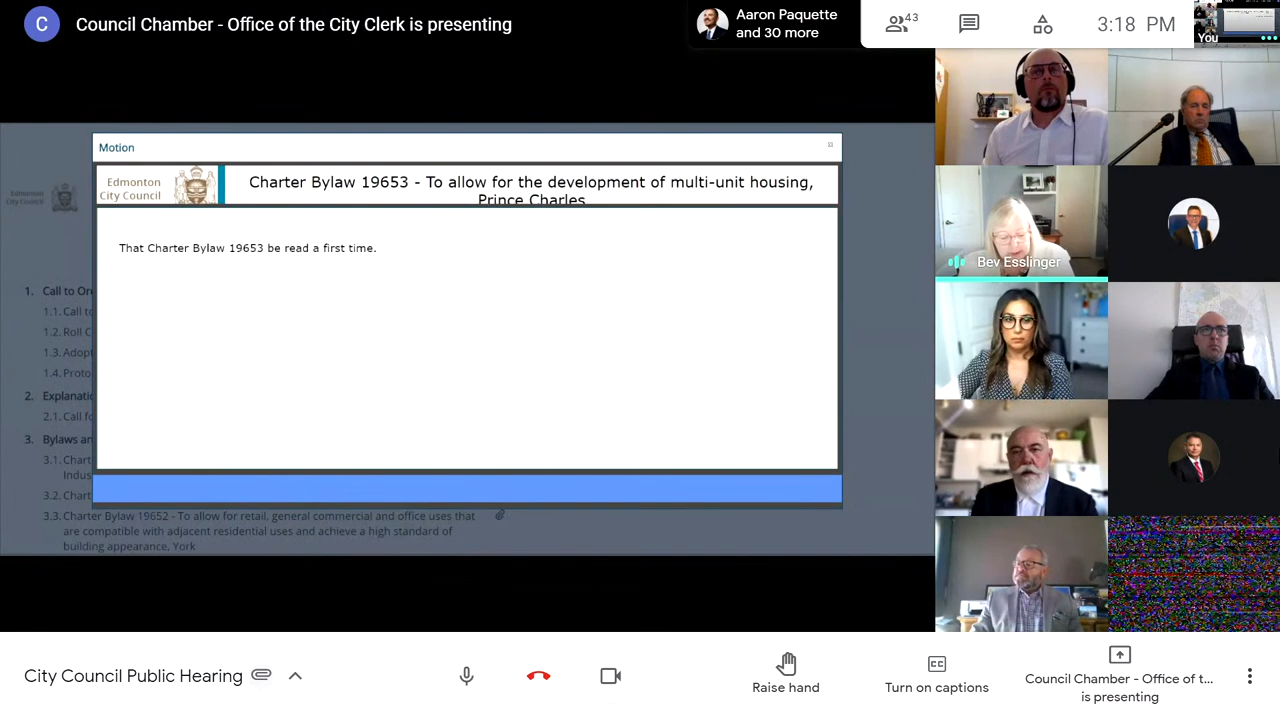 C Council Chamber - Office of the City Clerk is presenting
Aaron Paquette
and 30 more
43
3:18 PM
You
Motion
Edmonton
City Council
Charter Bylaw 19653 - To allow for the development of multi-unit housing,
Prince Charles
That Charter Bylaw 19653 be read a first time.
1. Call to Or
1.1. Call to
1.2. Roll C
1.3. Adopt
1.4. Proto
2. Explanatio
2.1. Call fo
3. Bylaws an
3.1. Chart
Indus
3.2. Chart
3.3. Charter Bylaw 19652 - To allow for retail, general commercial and office uses that
are compatible with adjacent residential uses and achieve a high standard of
building appearance, York
Bev Esslinger
City Council Public Hearing
Raise hand
CC
Turn on captions
Council Chamber - Office of t...
is presenting